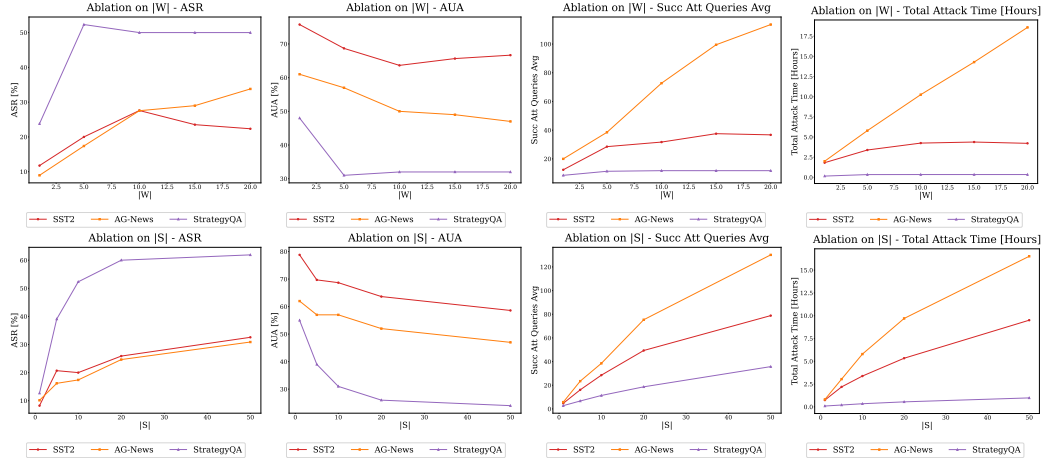 Ablation on |W| - ASR
ASR [%]
50
40
30
20
10
2.5 5.0 7.5 10.0 12.5 15.0 17.5 20.0
|W|
SST2 AG-News StrategyQA
Ablation on |W| - AUA
AUA [%]
70
60
50
40
30
2.5 5.0 7.5 10.0 12.5 15.0 17.5 20.0
|W|
SST2 AG-News StrategyQA
Ablation on |W| - Succ Att Queries Avg
Succ Att Queries Avg
100
80
60
40
20
2.5 5.0 7.5 10.0 12.5 15.0 17.5 20.0
|W|
SST2 AG-News StrategyQA
Ablation on |W| - Total Attack Time [Hours]
Total Attack Time [Hours]
17.5
15.0
12.5
10.0
7.5
5.0
2.5
0.0
2.5 5.0 7.5 10.0 12.5 15.0 17.5 20.0
|W|
SST2 AG-News StrategyQA
Ablation on |S| - ASR
ASR [%]
60
50
40
30
20
10
0 10 20 30 40 50
|S|
SST2 AG-News StrategyQA
Ablation on |S| - AUA
AUA [%]
80
70
60
50
40
30
0 10 20 30 40 50
|S|
SST2 AG-News StrategyQA
Ablation on |S| - Succ Att Queries Avg
Succ Att Queries Avg
120
100
80
60
40
20
0
0 10 20 30 40 50
|S|
SST2 AG-News StrategyQA
Ablation on |S| - Total Attack Time [Hours]
Total Attack Time [Hours]
15.0
12.5
10.0
7.5
5.0
2.5
0.0
0 10 20 30 40 50
|S|
SST2 AG-News StrategyQA